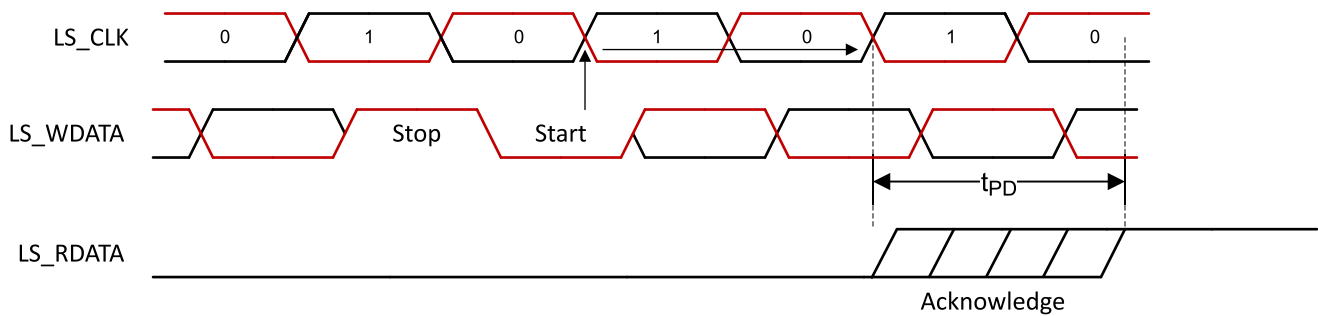 LS_CLK 0 1 0 1 0 1 0
LS_WDATA Stop Start
tPD
LS_RDATA
Acknowledge